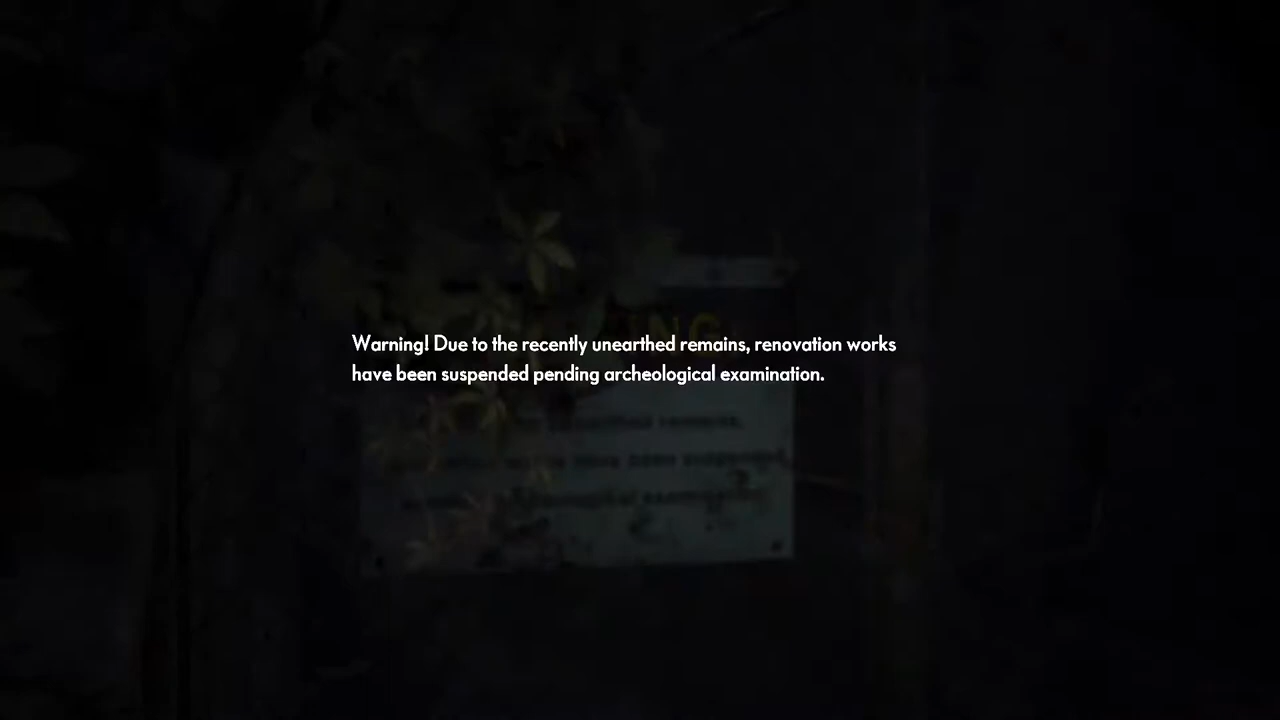 Warning! Due to the recently unearthed remains, renovation works
have been suspended pending archeological examination.